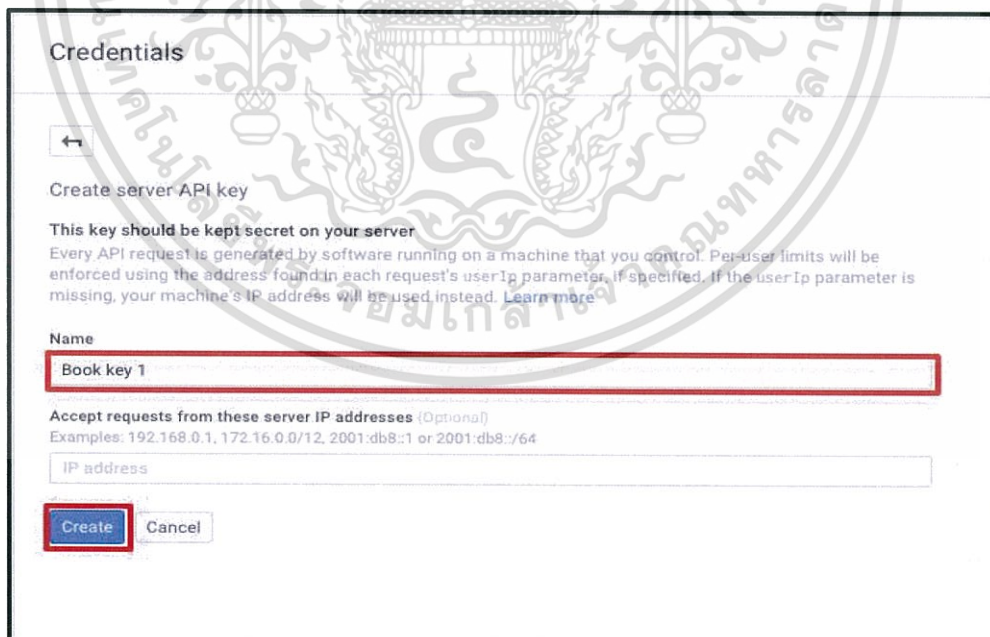 Credentials
Create server API key
This key should be kept secret on your server
Every API request is generated by software running on a machine that you control. Per-user limits will be
enforced using the address found in each request's userIp parameter, if specified. If the userIp parameter is
missing, your machine's IP address will be used instead. Learn more
Name
Book key 1
Accept requests from these server IP addresses (Optional)
Examples: 192.168.0.1, 172.16.0.0/12, 2001:db8::1 or 2001:db8::/64
IP address
Create Cancel